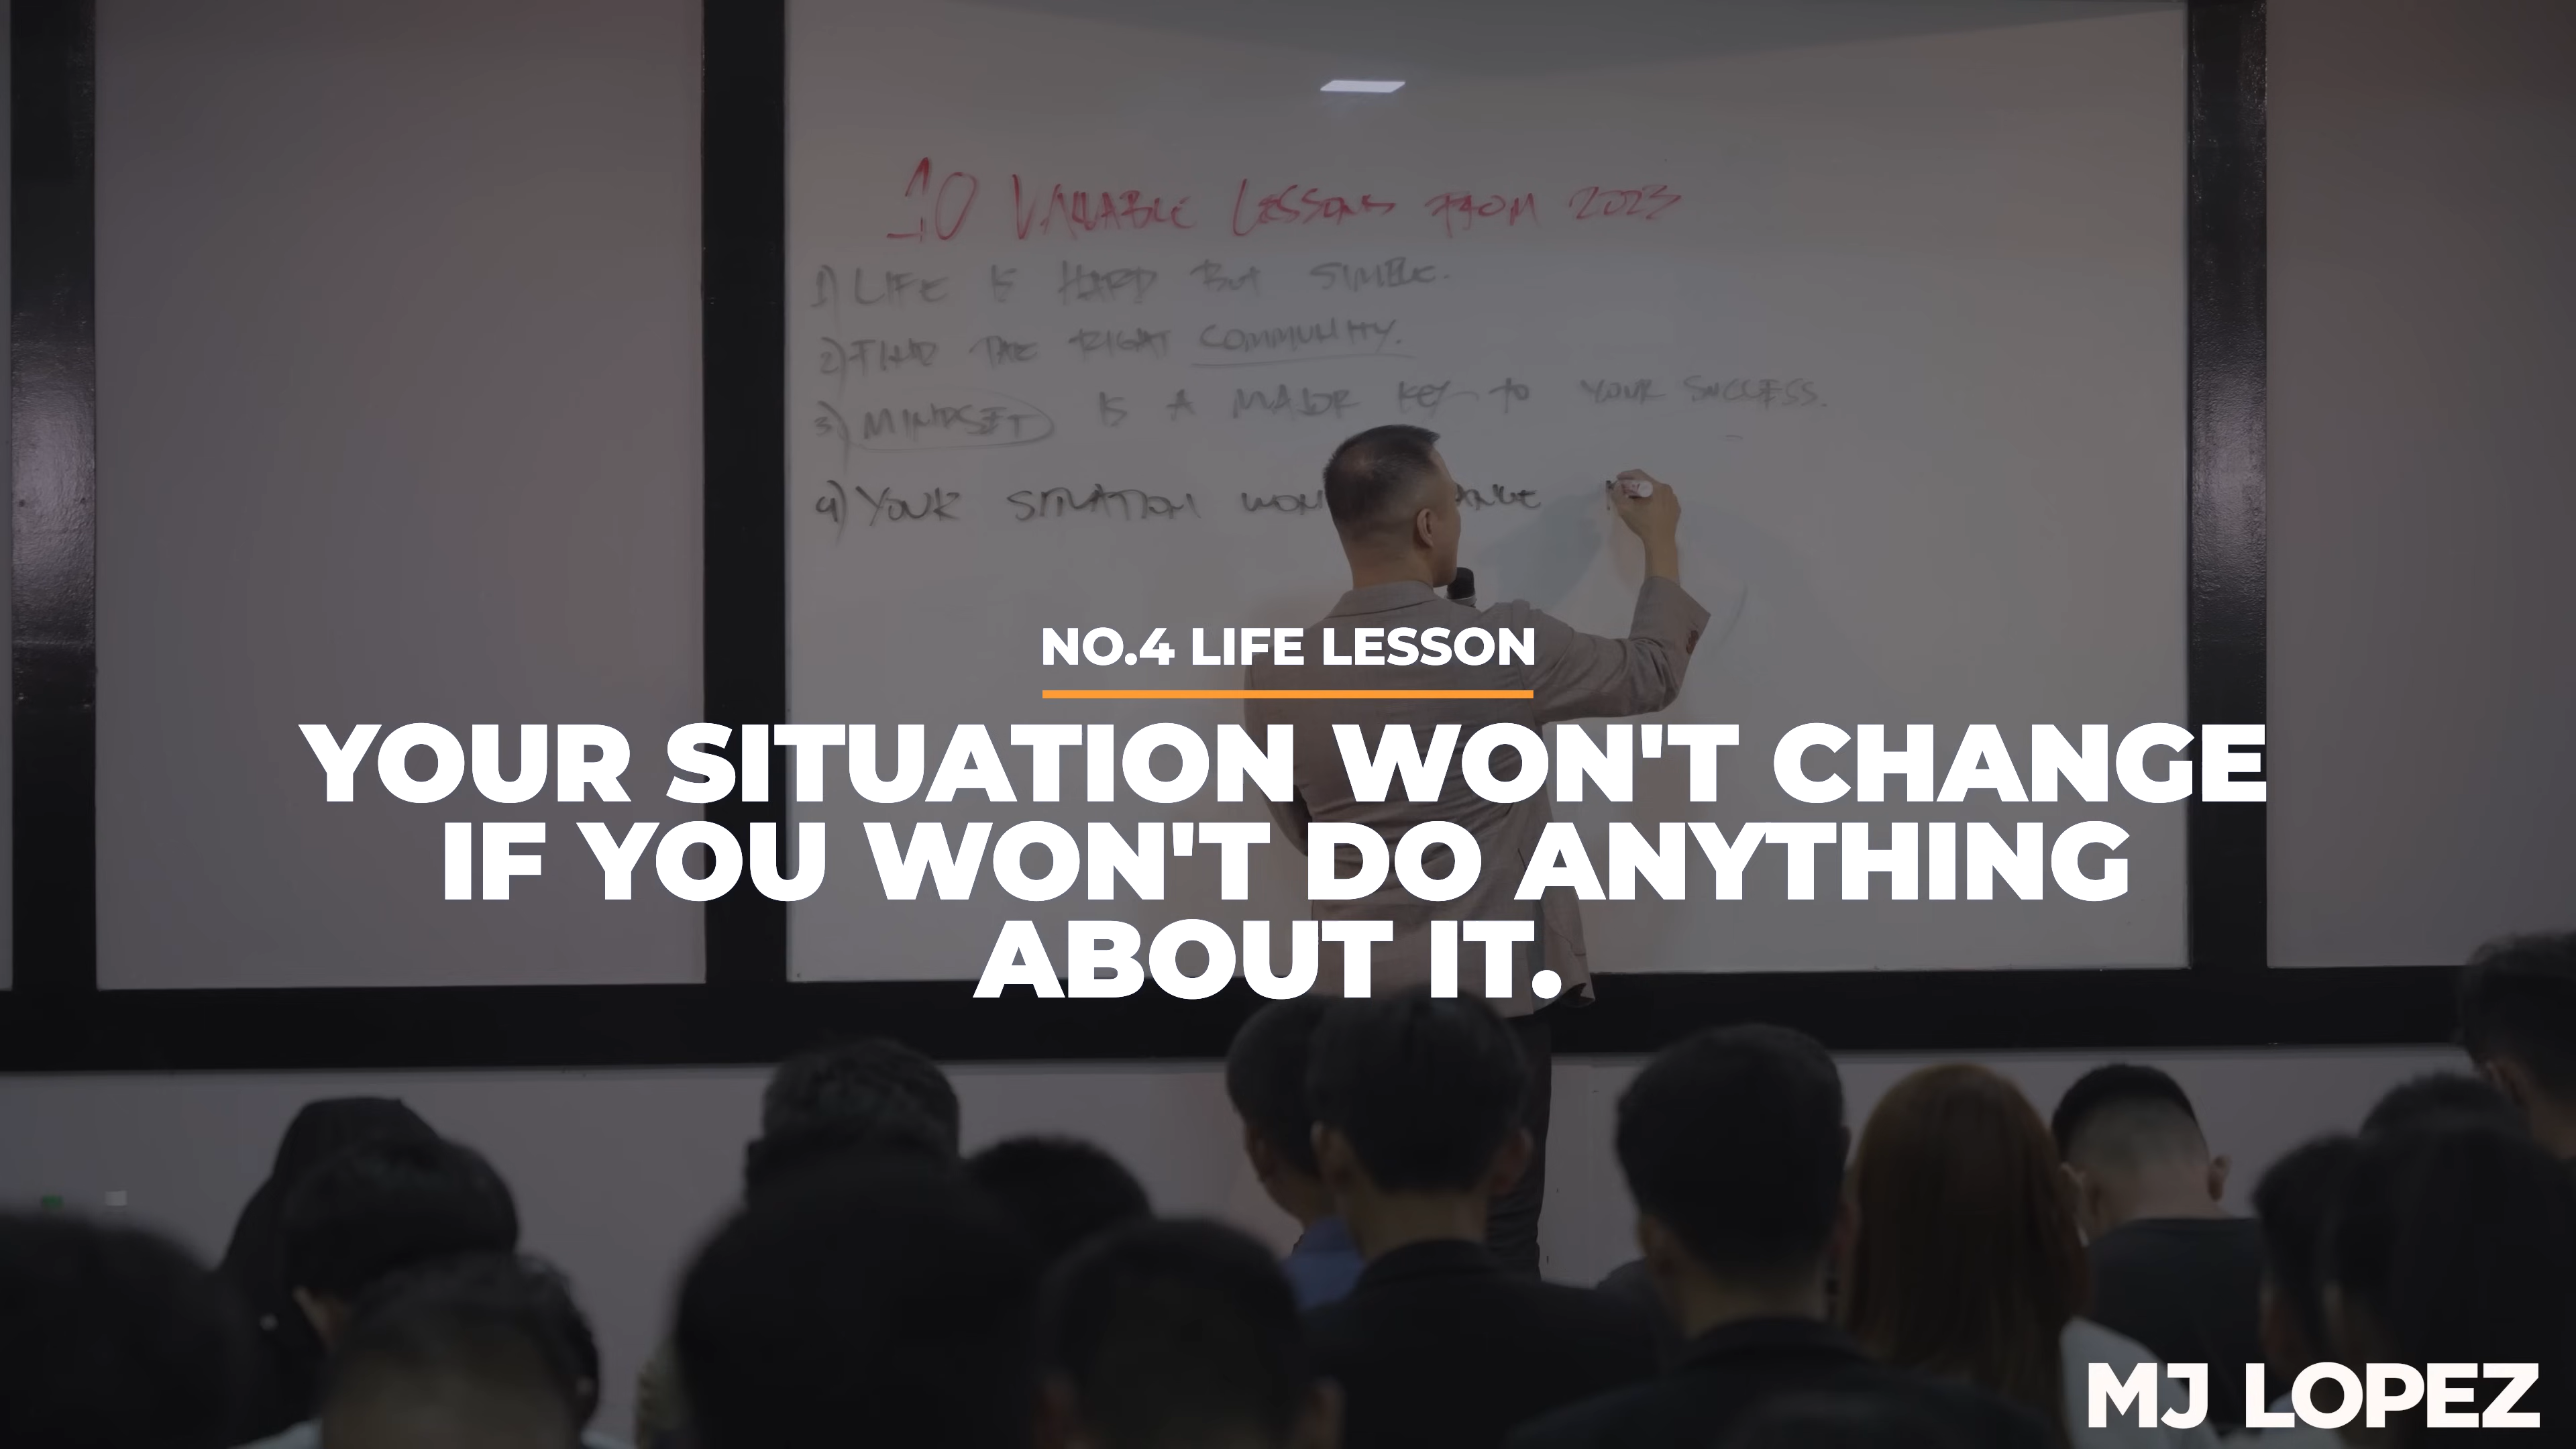 10 VALUABLE LESSONS FROM 2023
1) LIFE IS HARD BUT SIMPLE.
2) FIND THE RIGHT COMMUNITY.
3) MINDSET IS A MAJOR KEY TO YOUR SUCCESS.
4) YOUR SITUATION WON ANGE
NO.4 LIFE LESSON
YOUR SITUATION WON'T CHANGE
IF YOU WON'T DO ANYTHING
ABOUT IT.
MJ LOPEZ